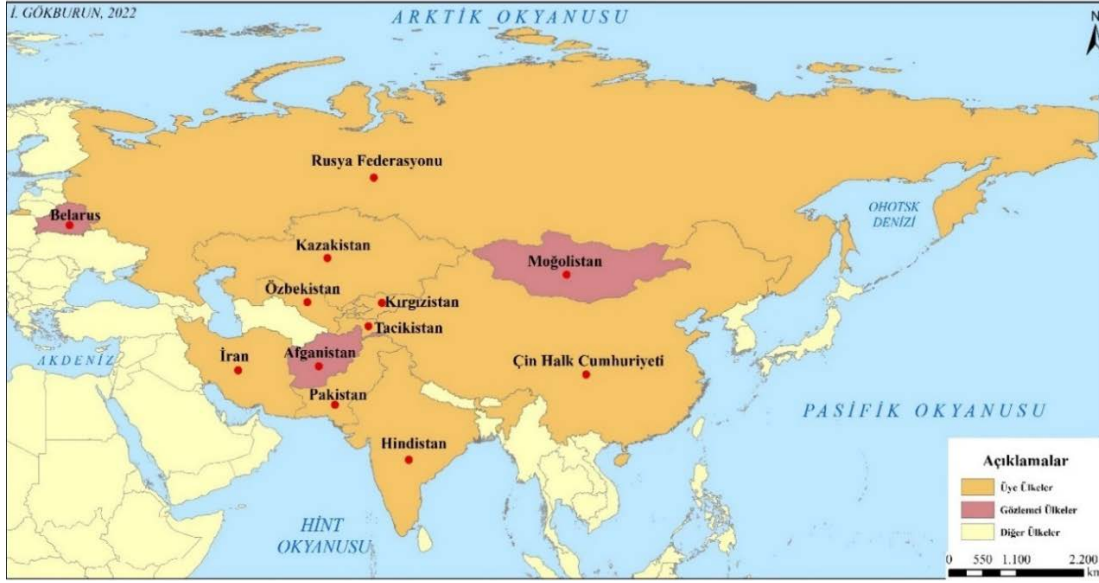 İ. GÖKBURUN, 2022
ARKTİK OKYANUSU
N
Rusya Federasyonu
Belarus
OHOTSK
DENİZİ
Kazakistan
Moğolistan
Özbekistan
Kırgızistan
Tacikistan
AKDENİZ
İran
Afganistan
Çin Halk Cumhuriyeti
Pakistan
PASİFİK OKYANUSU
Hindistan
HİNT
OKYANUSU
Açıklamalar
Üye Ülkeler
Gözlemci Ülkeler
Diğer Ülkeler
0 550 1.100 2.200
km